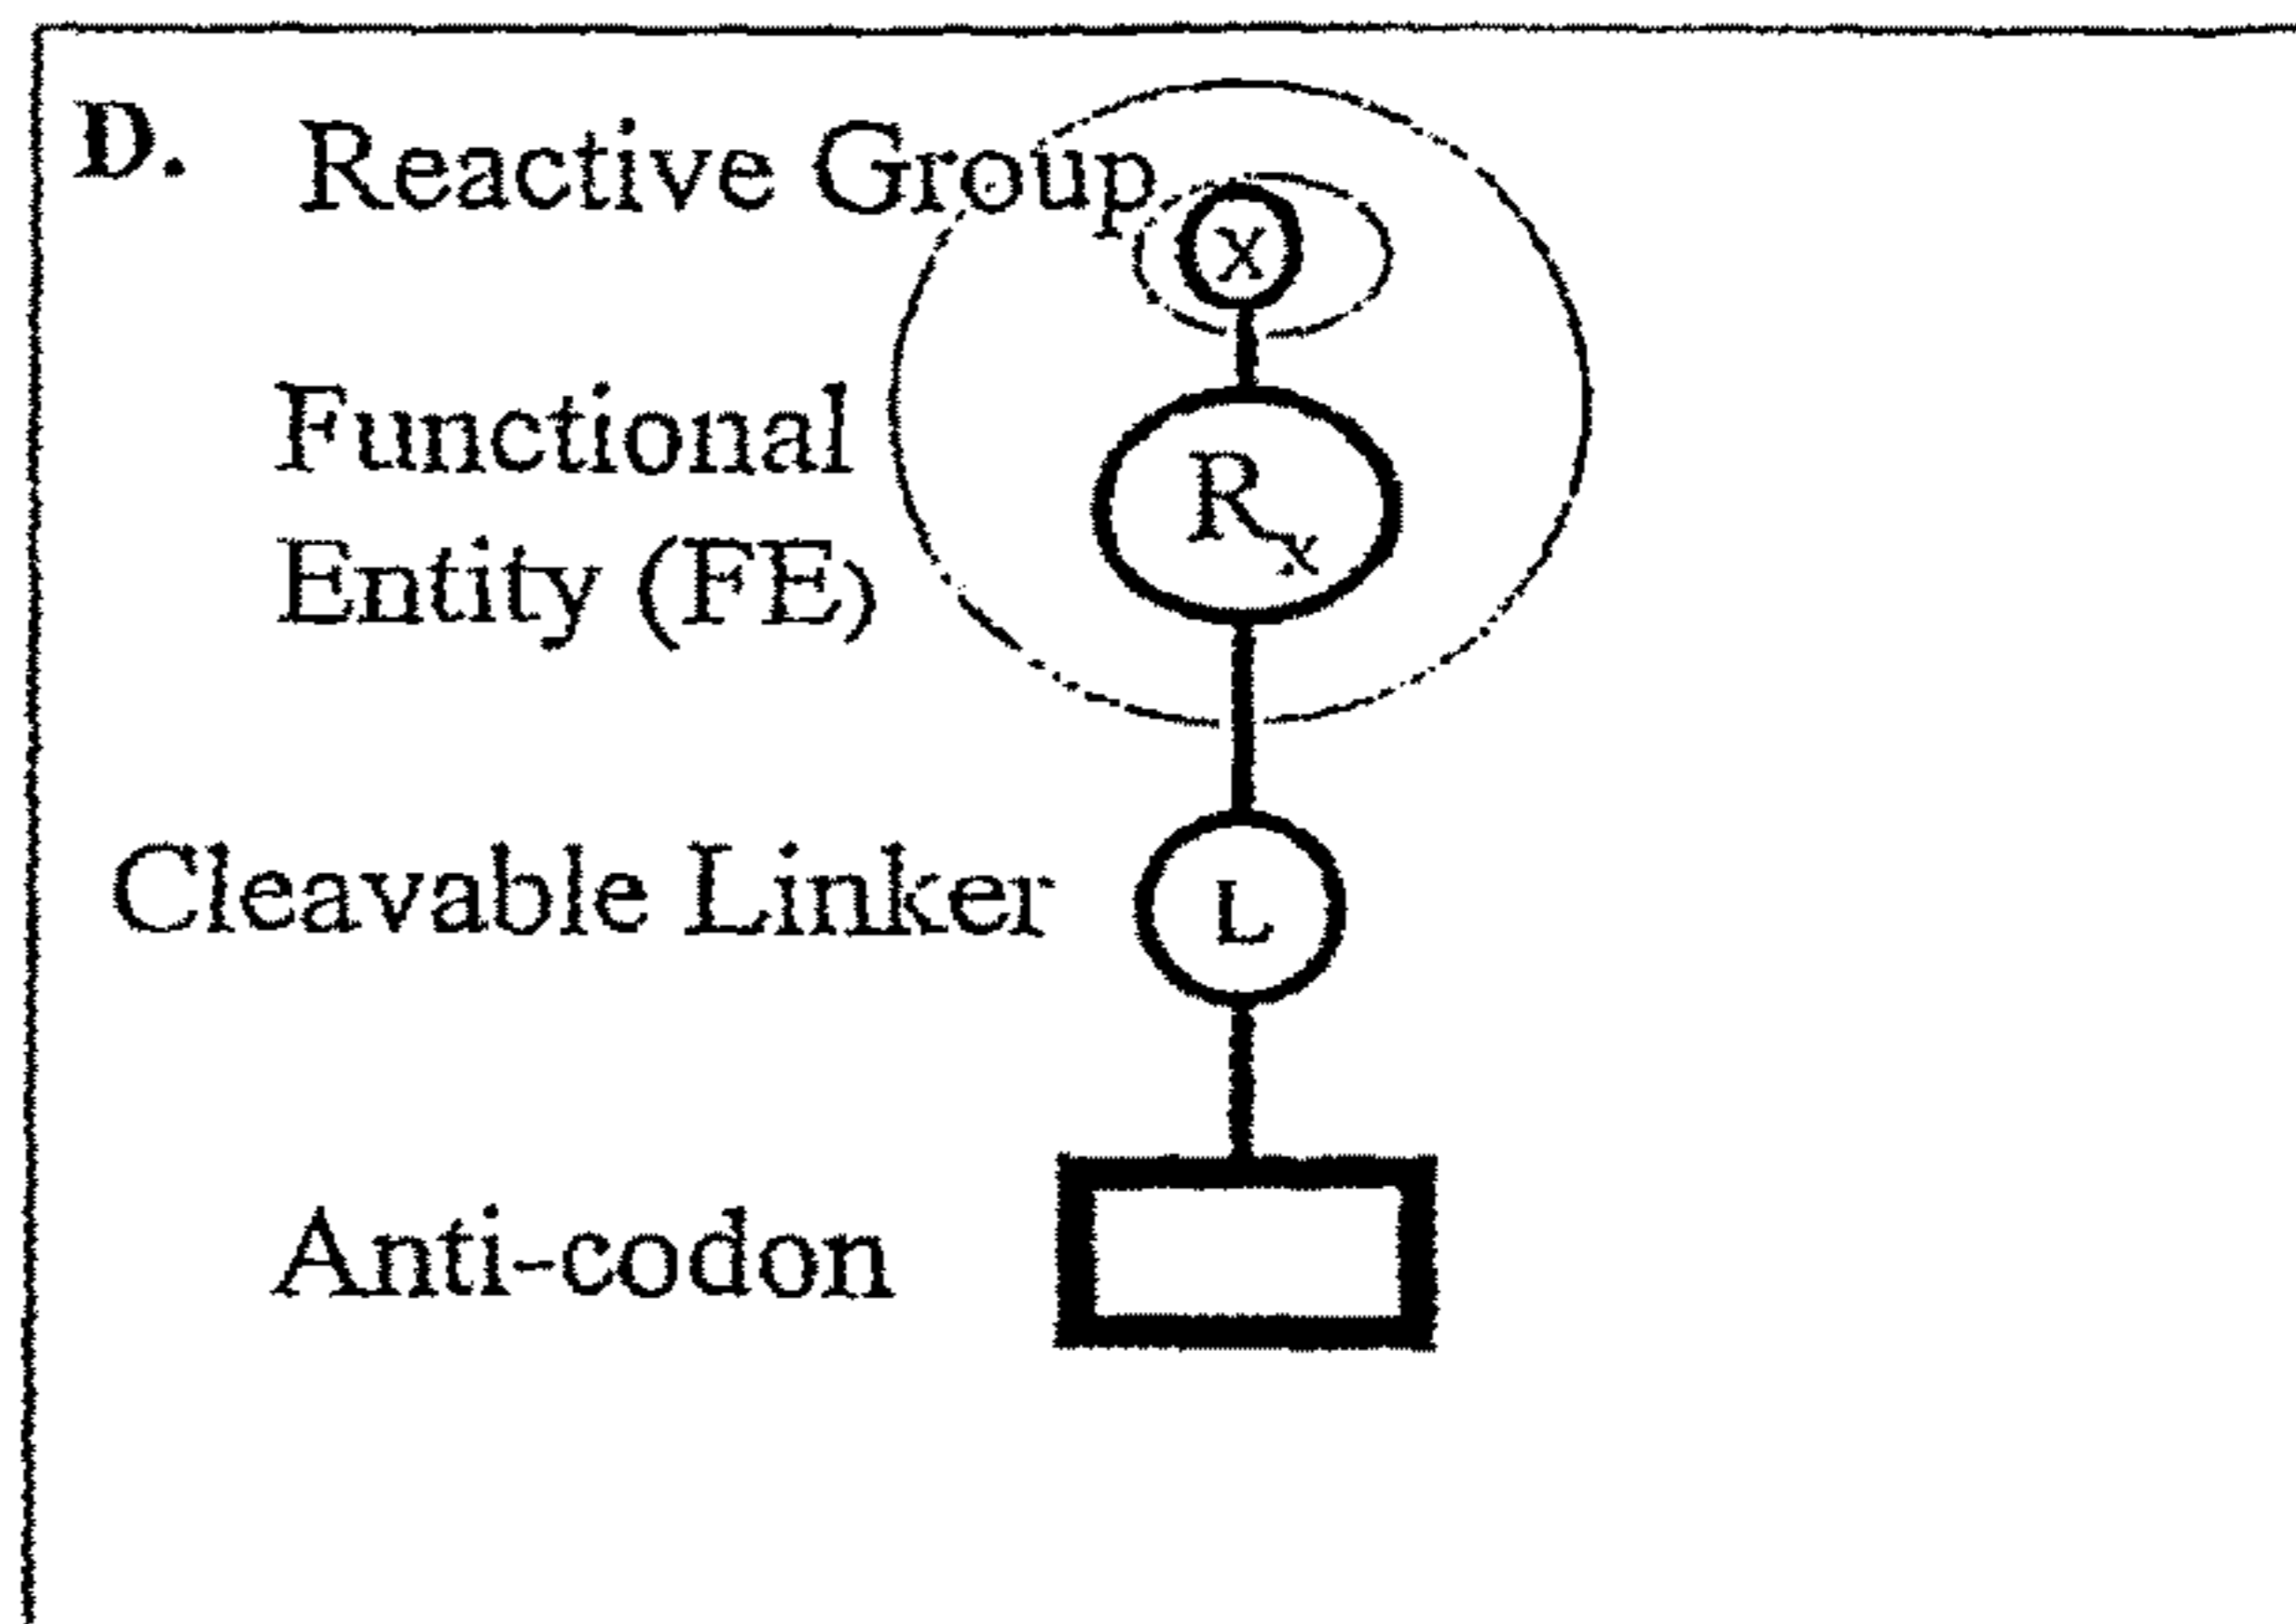 D. Reactive Group
X
Functional
Entity (FE)
Rx
Cleavable Linker
L
Anti-codon